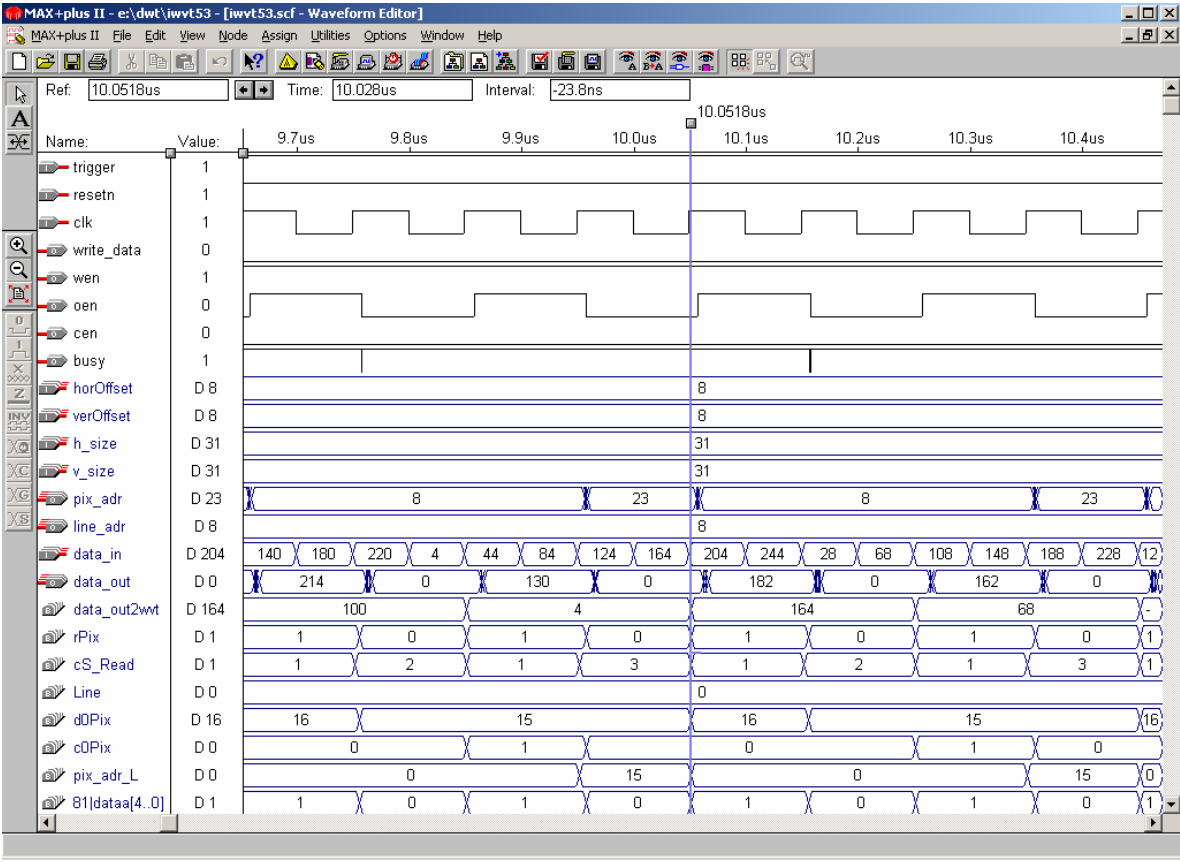 MAX+plus II - e:\dwt\iwvt53 - [iwvt53.scf - Waveform Editor]
MAX+plus II File Edit View Node Assign Utilities Options Window Help
Ref: 10.0518us Time: 10.028us Interval: -23.8ns
10.0518us
Name: Value: 9.7us 9.8us 9.9us 10.0us 10.1us 10.2us 10.3us 10.4us
trigger 1
resetn 1
clk 1
write_data 0
wen 1
oen 0
cen 0
busy 1
horOffset D 8 8
verOffset D 8 8
h_size D 31 31
v_size D 31 31
pix_adr D 23 8 23 8 23
line_adr D 8 8
data_in D 204 140 180 220 4 44 84 124 164 204 244 28 68 108 148 188 228 12
data_out D 0 214 0 130 0 182 0 162 0
data_out2wvt D 164 100 4 164 68 -
rPix D 1 1 0 1 0 1 0 1 0 1
cS_Read D 1 1 2 1 3 1 2 1 3 1
Line D 0 0
d0Pix D 16 16 15 16 15 16
c0Pix D 0 0 1 0 1 0
pix_adr_L D 0 0 15 0 15 0
81|dataa[4..0] D 1 1 0 1 0 1 0 1 0 1